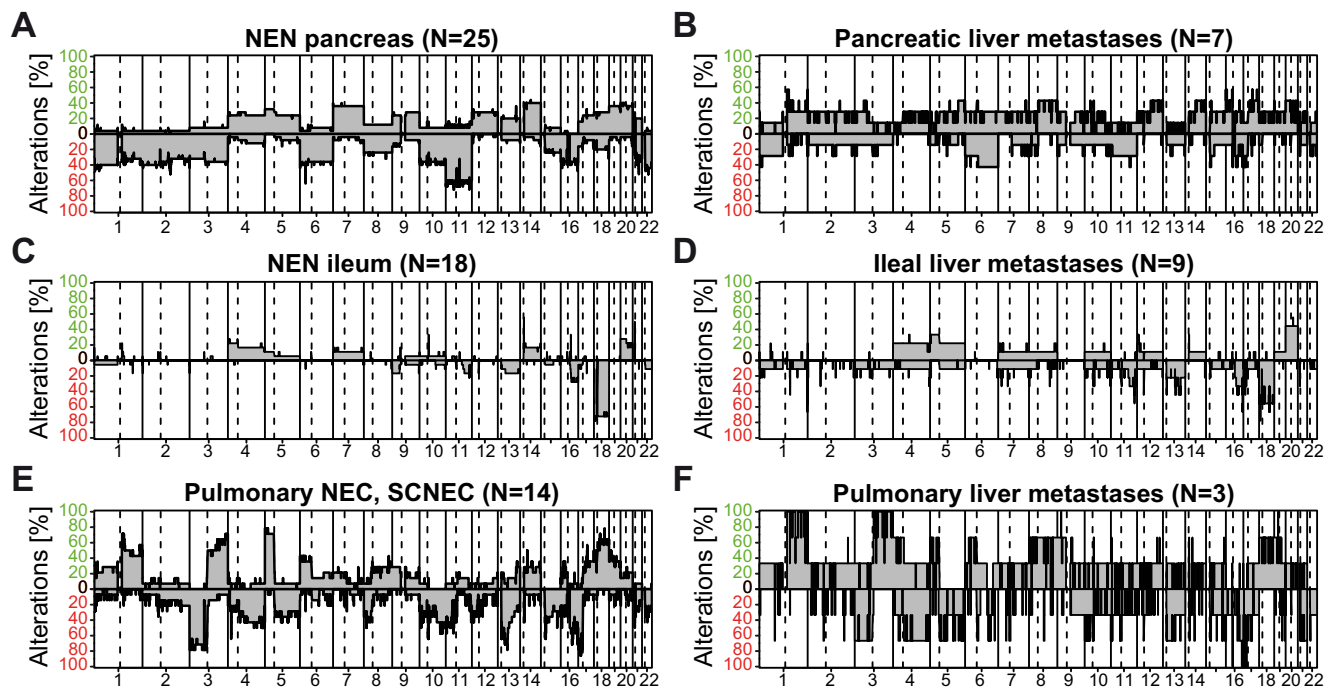 A
NEN pancreas (N=25)
Alterations [%]
100
80
60
40
20
0
20
40
60
80
100
1 2 3 4 5 6 7 8 9 10 11 12 13 14 16 18 20 22
B
Pancreatic liver metastases (N=7)
Alterations [%]
100
80
60
40
20
0
20
40
60
80
100
1 2 3 4 5 6 7 8 9 10 11 12 13 14 16 18 20 22
C
NEN ileum (N=18)
Alterations [%]
100
80
60
40
20
0
20
40
60
80
100
1 2 3 4 5 6 7 8 9 10 11 12 13 14 16 18 20 22
D
Ileal liver metastases (N=9)
Alterations [%]
100
80
60
40
20
0
20
40
60
80
100
1 2 3 4 5 6 7 8 9 10 11 12 13 14 16 18 20 22
E
Pulmonary NEC, SCNEC (N=14)
Alterations [%]
100
80
60
40
20
0
20
40
60
80
100
1 2 3 4 5 6 7 8 9 10 11 12 13 14 16 18 20 22
F
Pulmonary liver metastases (N=3)
Alterations [%]
100
80
60
40
20
0
20
40
60
80
100
1 2 3 4 5 6 7 8 9 10 11 12 13 14 16 18 20 22